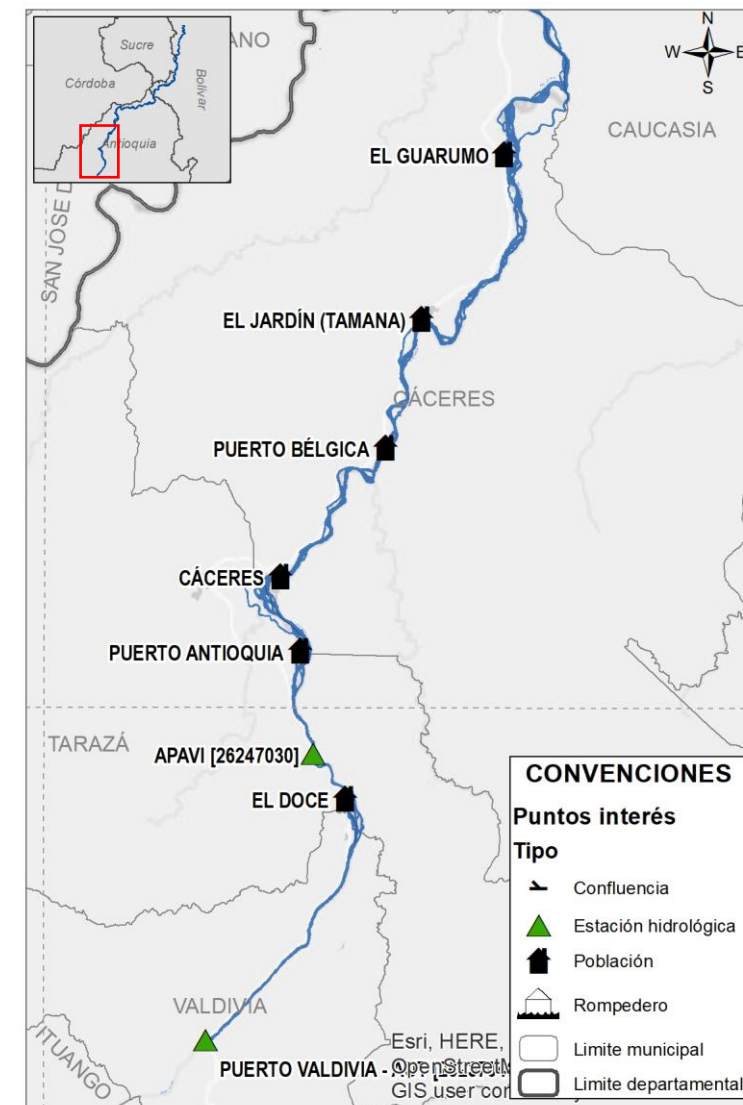 Sucre
Córdoba
Bolivar
Antioquia
ANO
N
W E
S
CAUCASIA
EL GUARUMO
SAN JOSE D
EL JARDÍN (TAMANA)
CÁCERES
PUERTO BÉLGICA
CÁCERES
PUERTO ANTIOQUIA
TARAZÁ
APAVI [26247030]
EL DOCE
CONVENCIONES
Puntos interés
Tipo
Confluencia
Estación hidrológica
Población
Rompedero
Limite municipal
Limite departamental
VALDIVIA
ITUANGO
Esri, HERE,
PUERTO VALDIVIA -
GIS user con